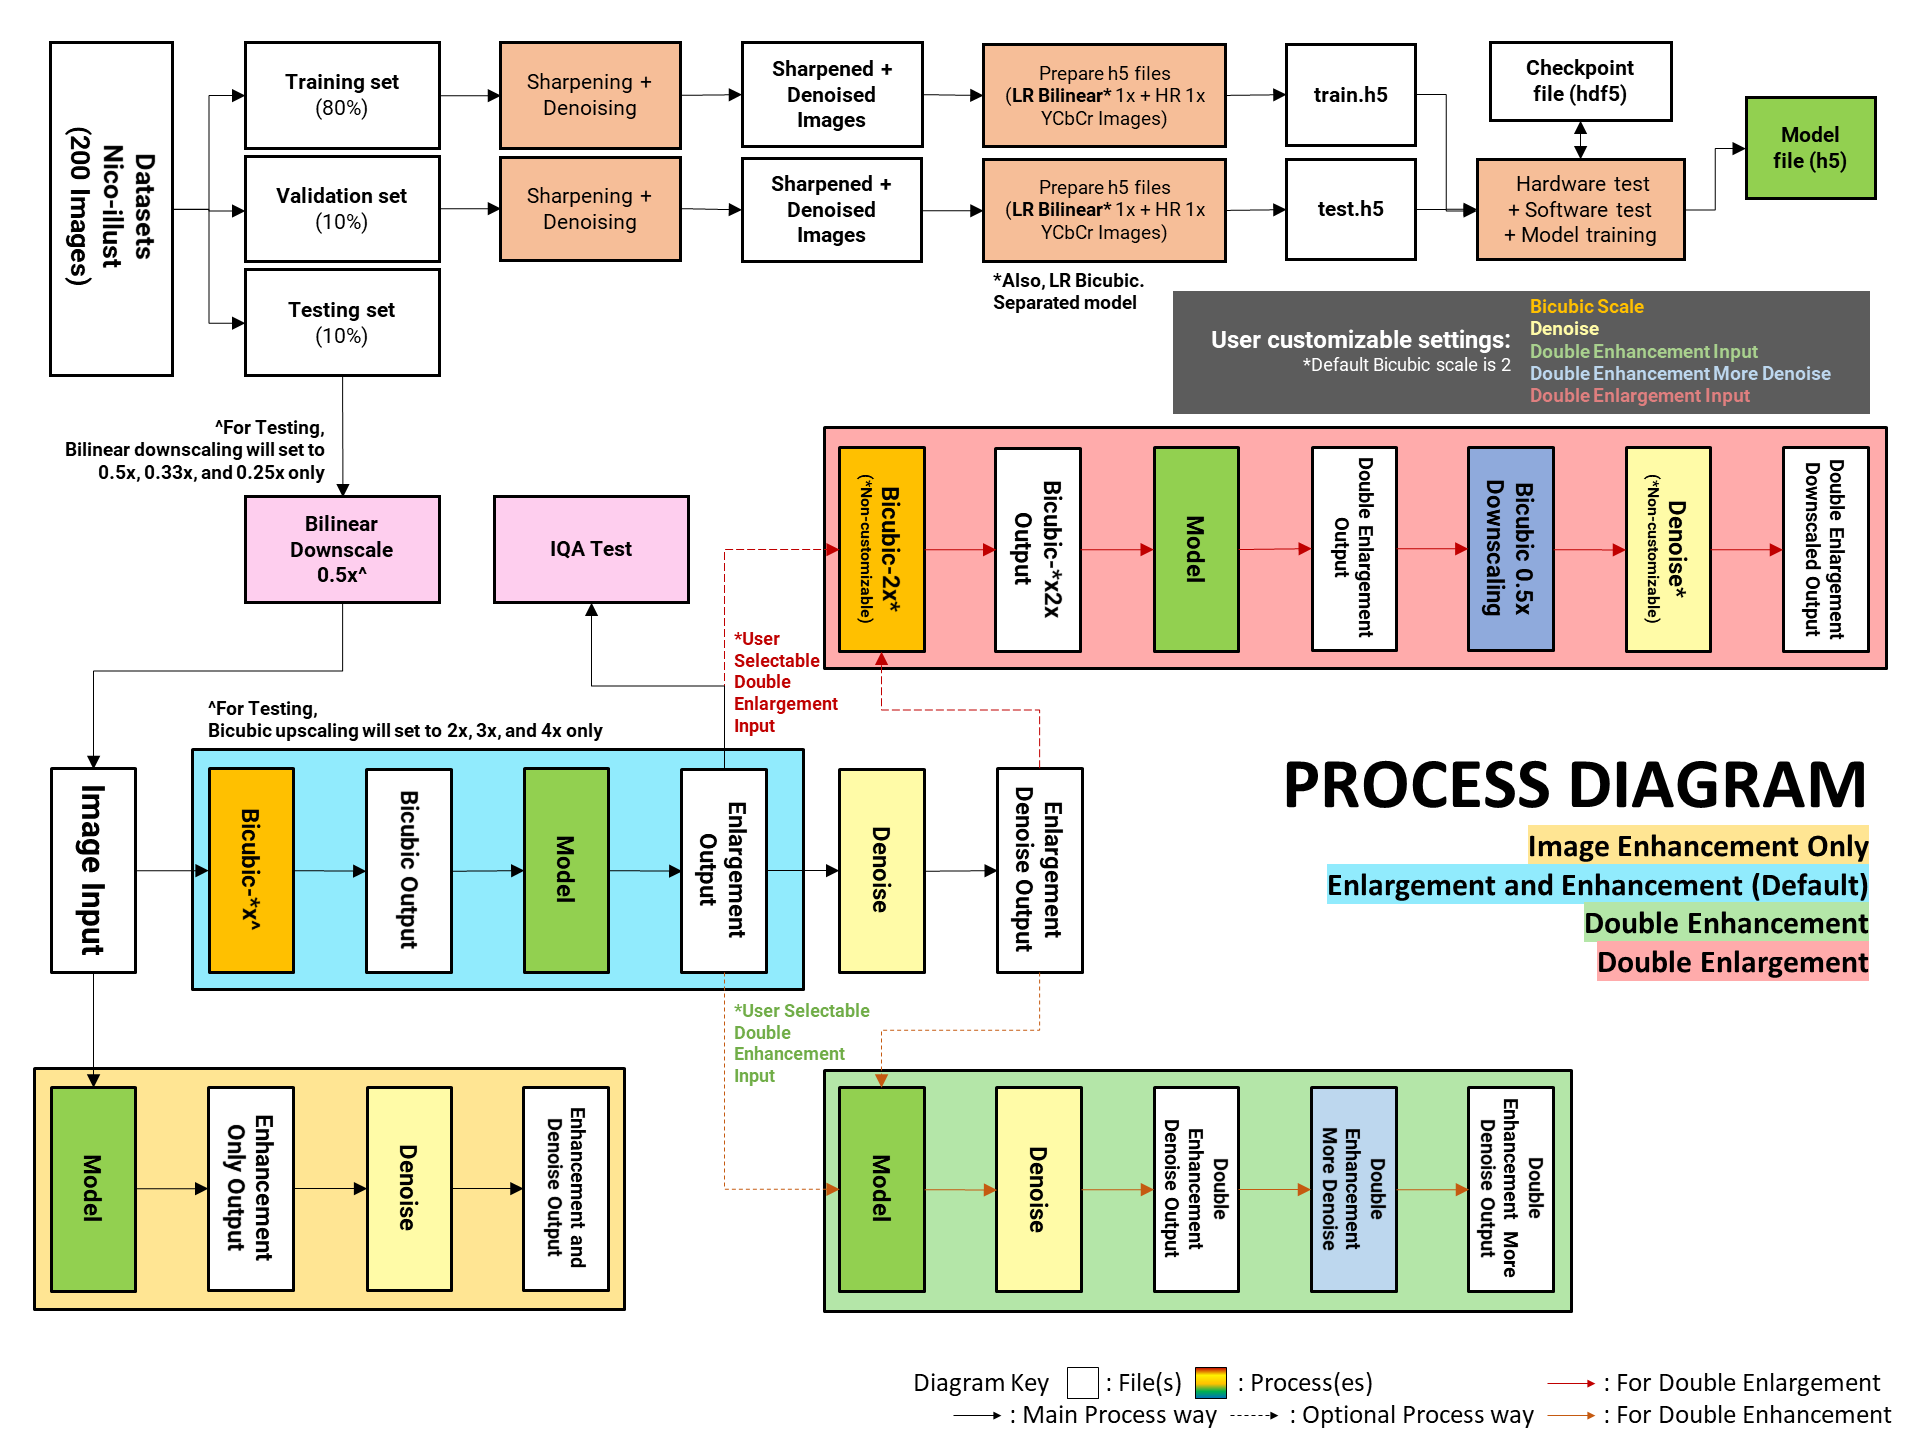 Datasets
Nico-illust
(200 Images)
Training set
(80%)
Validation set
(10%)
Testing set
(10%)
Sharpening +
Denoising
Sharpening +
Denoising
Sharpened +
Denoised
Images
Sharpened +
Denoised
Images
Prepare h5 files
(LR Bilinear* 1x + HR 1x
YCbCr Images)
Prepare h5 files
(LR Bilinear* 1x + HR 1x
YCbCr Images)
*Also, LR Bicubic.
Separated model
train.h5
test.h5
Checkpoint
file (hdf5)
Hardware test
+ Software test
+ Model training
Model
file (h5)
User customizable settings:
*Default Bicubic scale is 2
Bicubic Scale
Denoise
Double Enhancement Input
Double Enhancement More Denoise
Double Enlargement Input
^For Testing,
Bilinear downscaling will set to
0.5x, 0.33x, and 0.25x only
Bilinear
Downscale
0.5x^
IQA Test
Bicubic-2x*
(*Non-customizable)
Bicubic-*x2x
Output
Model
Double Enlargement
Output
Bicubic 0.5x
Downscaling
Denoise*
(*Non-customizable)
Double Enlargement
Downscaled Output
*User
Selectable
Double
Enlargement
Input
^For Testing,
Bicubic upscaling will set to 2x, 3x, and 4x only
Image Input
Bicubic-*x^
Bicubic Output
Model
Enlargement
Output
Denoise
Enlargement
Denoise Output
PROCESS DIAGRAM
Image Enhancement Only
Enlargement and Enhancement (Default)
Double Enhancement
Double Enlargement
*User Selectable
Double
Enhancement
Input
Model
Enhancement
Only Output
Denoise
Enhancement and
Denoise Output
Model
Denoise
Double
Enhancement
Denoise Output
Double
Enhancement
More Denoise
Double
Enhancement More
Denoise Output
Diagram Key : File(s) : Process(es) : For Double Enlargement
: Main Process way : Optional Process way : For Double Enhancement